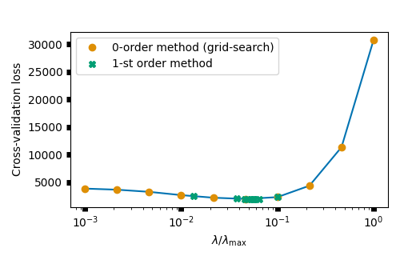 30000
25000
20000
15000
10000
5000
Cross-validation loss
0-order method (grid-search)
1-st order method
10⁻³
10⁻²
10⁻¹
10⁰
λ/λmax